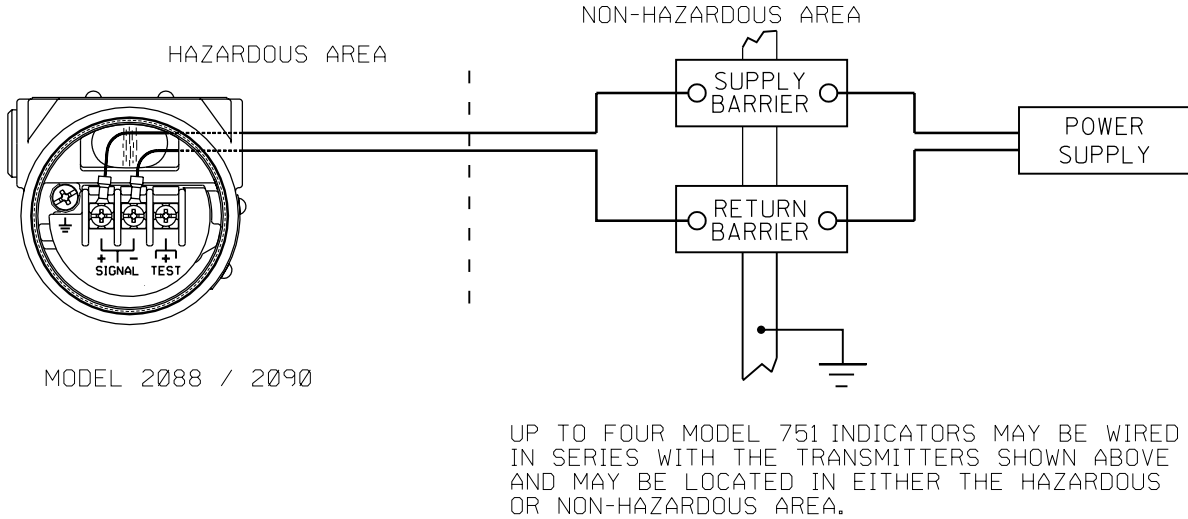 NON-HAZARDOUS AREA
HAZARDOUS AREA
SUPPLY
BARRIER
POWER
SUPPLY
RETURN
BARRIER
+ - +
SIGNAL TEST
MODEL 2088 / 2090
UP TO FOUR MODEL 751 INDICATORS MAY BE WIRED
IN SERIES WITH THE TRANSMITTERS SHOWN ABOVE
AND MAY BE LOCATED IN EITHER THE HAZARDOUS
OR NON-HAZARDOUS AREA.